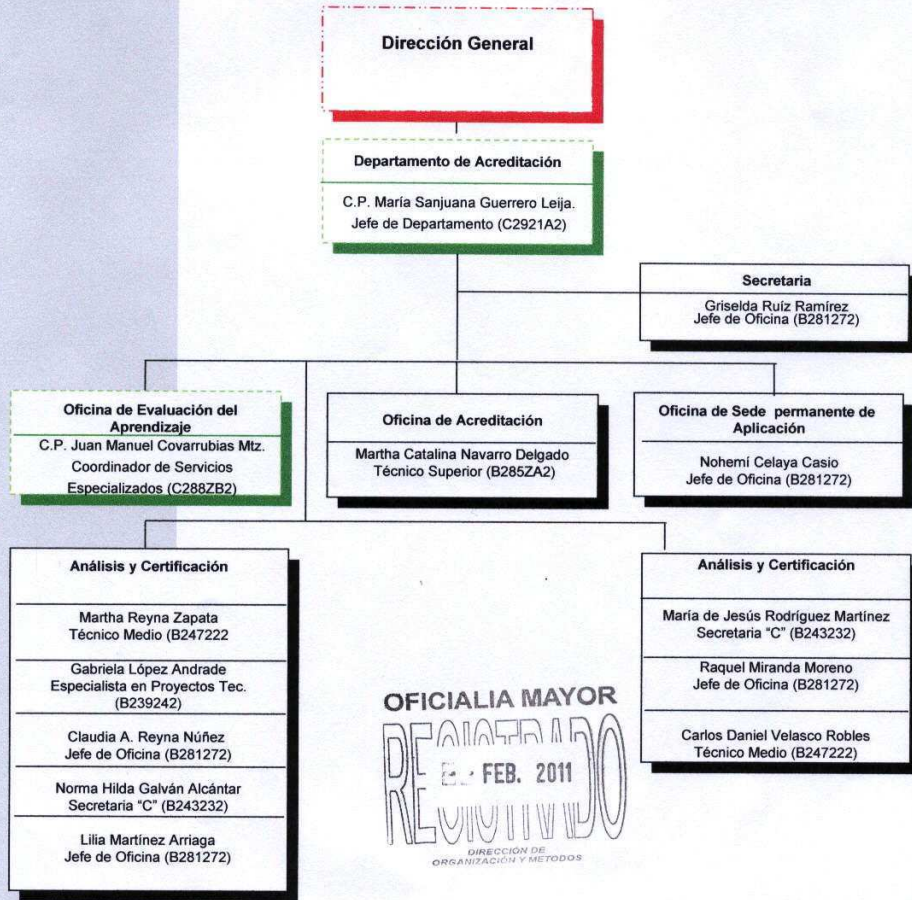 Dirección General
Departamento de Acreditación
C.P. María Sanjuana Guerrero Leija.
Jefe de Departamento (C2921A2)
Secretaria
Griselda Ruíz Ramírez
Jefe de Oficina (B281272)
Oficina de Evaluación del
Aprendizaje
C.P. Juan Manuel Covarrubias Mtz.
Coordinador de Servicios
Especializados (C288ZB2)
Oficina de Acreditación
Martha Catalina Navarro Delgado
Técnico Superior (B285ZA2)
Oficina de Sede permanente de
Aplicación
Nohemí Celaya Casio
Jefe de Oficina (B281272)
Análisis y Certificación
Martha Reyna Zapata
Técnico Medio (B247222
Gabriela López Andrade
Especialista en Proyectos Tec.
(B239242)
Claudia A. Reyna Núñez
Jefe de Oficina (B281272)
Norma Hilda Galván Alcántar
Secretaria “C” (B243232)
Lilia Martínez Arriaga
Jefe de Oficina (B281272)
Análisis y Certificación
María de Jesús Rodríguez Martínez
Secretaria “C” (B243232)
Raquel Miranda Moreno
Jefe de Oficina (B281272)
Carlos Daniel Velasco Robles
Técnico Medio (B247222)
OFICIALIA MAYOR
REGISTRADO
FEB. 2011
DIRECCIÓN DE
ORGANIZACIÓN Y METODOS